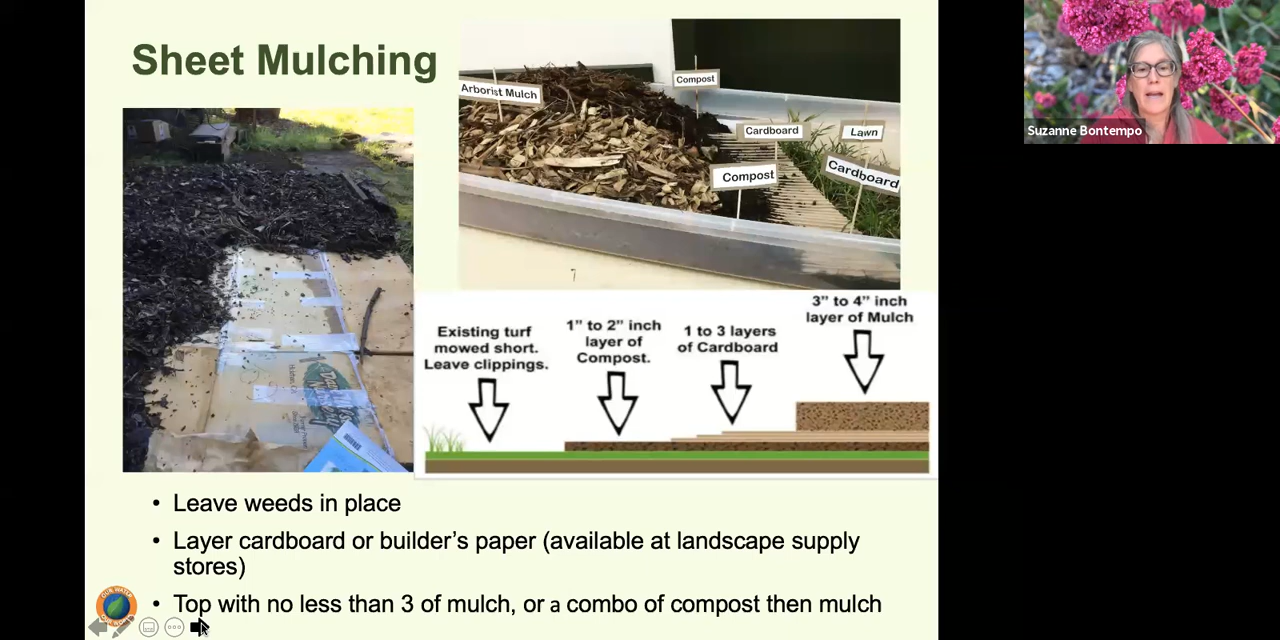 Sheet Mulching
Arborist Mulch
Compost
Cardboard
Lawn
Compost
Cardboard
Existing turf
mowed short.
Leave clippings.
1” to 2” inch
layer of
Compost.
1 to 3 layers
of Cardboard
3” to 4” inch
layer of Mulch
• Leave weeds in place
• Layer cardboard or builder’s paper (available at landscape supply
stores)
• Top with no less than 3 of mulch, or a combo of compost then mulch
OUR WATER
Suzanne Bontempo